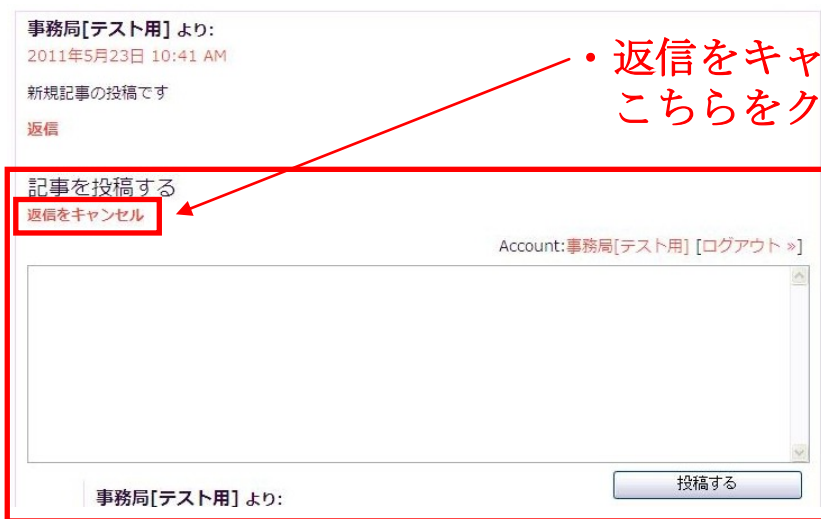 事務局[テスト用] より:
2011年5月23日 10:41 AM
・返信をキャ
こちらをク
新規記事の投稿です
返信
記事を投稿する
返信をキャンセル
Account:事務局[テスト用] [ログアウト »]
投稿する
事務局[テスト用] より: